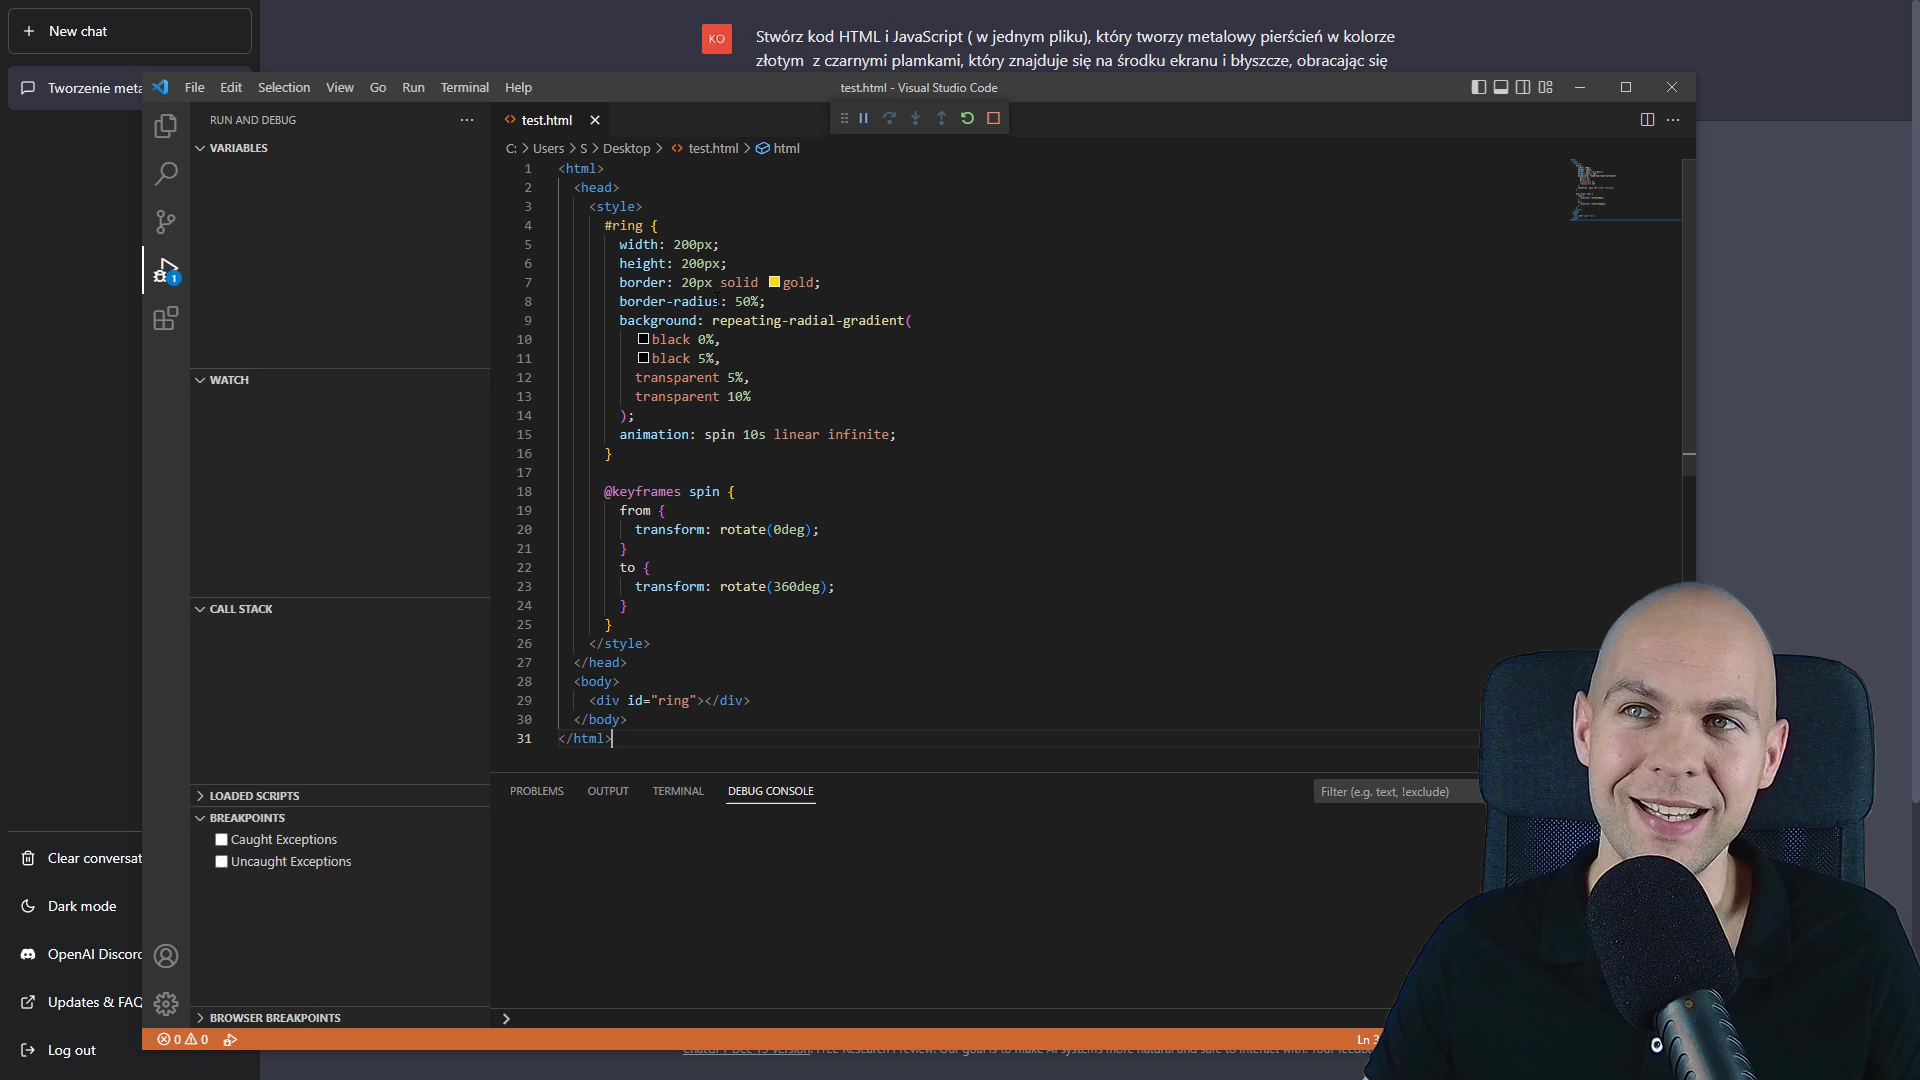 New chat
Tworzenie meta
KO
Stwórz kod HTML i JavaScript ( w jednym pliku), który tworzy metalowy pierścień w kolorze
złotym z czarnymi plamkami, który znajduje się na środku ekranu i błyszcze, obracając się
File Edit Selection View Go Run Terminal Help
test.html - Visual Studio Code
RUN AND DEBUG
test.html
C: > Users > S > Desktop > test.html > html
VARIABLES
1 <html>
2 <head>
3 <style>
4 #ring {
5 width: 200px;
6 height: 200px;
7 border: 20px solid gold;
8 border-radius: 50%;
9 background: repeating-radial-gradient(
10 black 0%,
11 black 5%,
12 transparent 5%,
13 transparent 10%
14 );
15 animation: spin 10s linear infinite;
16 }
17
18 @keyframes spin {
19 from {
20 transform: rotate(0deg);
21 }
22 to {
23 transform: rotate(360deg);
24 }
25 }
26 </style>
27 </head>
28 <body>
29 <div id="ring"></div>
30 </body>
31 </html>
1
WATCH
CALL STACK
LOADED SCRIPTS
BREAKPOINTS
Caught Exceptions
Uncaught Exceptions
BROWSER BREAKPOINTS
PROBLEMS OUTPUT TERMINAL DEBUG CONSOLE
Filter (e.g. text, !exclude)
Clear conversat
Dark mode
OpenAI Discord
Updates & FAQ
Log out
0 0
Ln 3